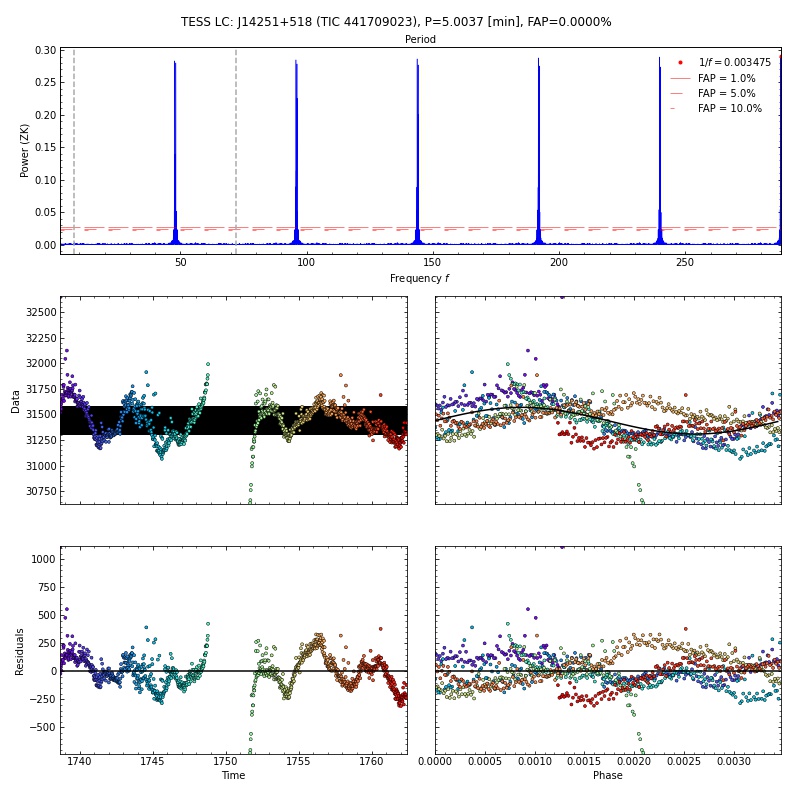 TESS LC: J14251+518 (TIC 441709023), P=5.0037 [min], FAP=0.0000%
Period
0.30
0.25
0.20
0.15
0.10
0.05
0.00
Power (ZK)
1/f = 0.003475
FAP = 1.0%
FAP = 5.0%
FAP = 10.0%
50 100 150 200 250
Frequency f
32500
32250
32000
31750
31500
31250
31000
30750
Data
1000
750
500
250
0
−250
−500
Residuals
1740 1745 1750 1755 1760
Time
0.0000 0.0005 0.0010 0.0015 0.0020 0.0025 0.0030
Phase